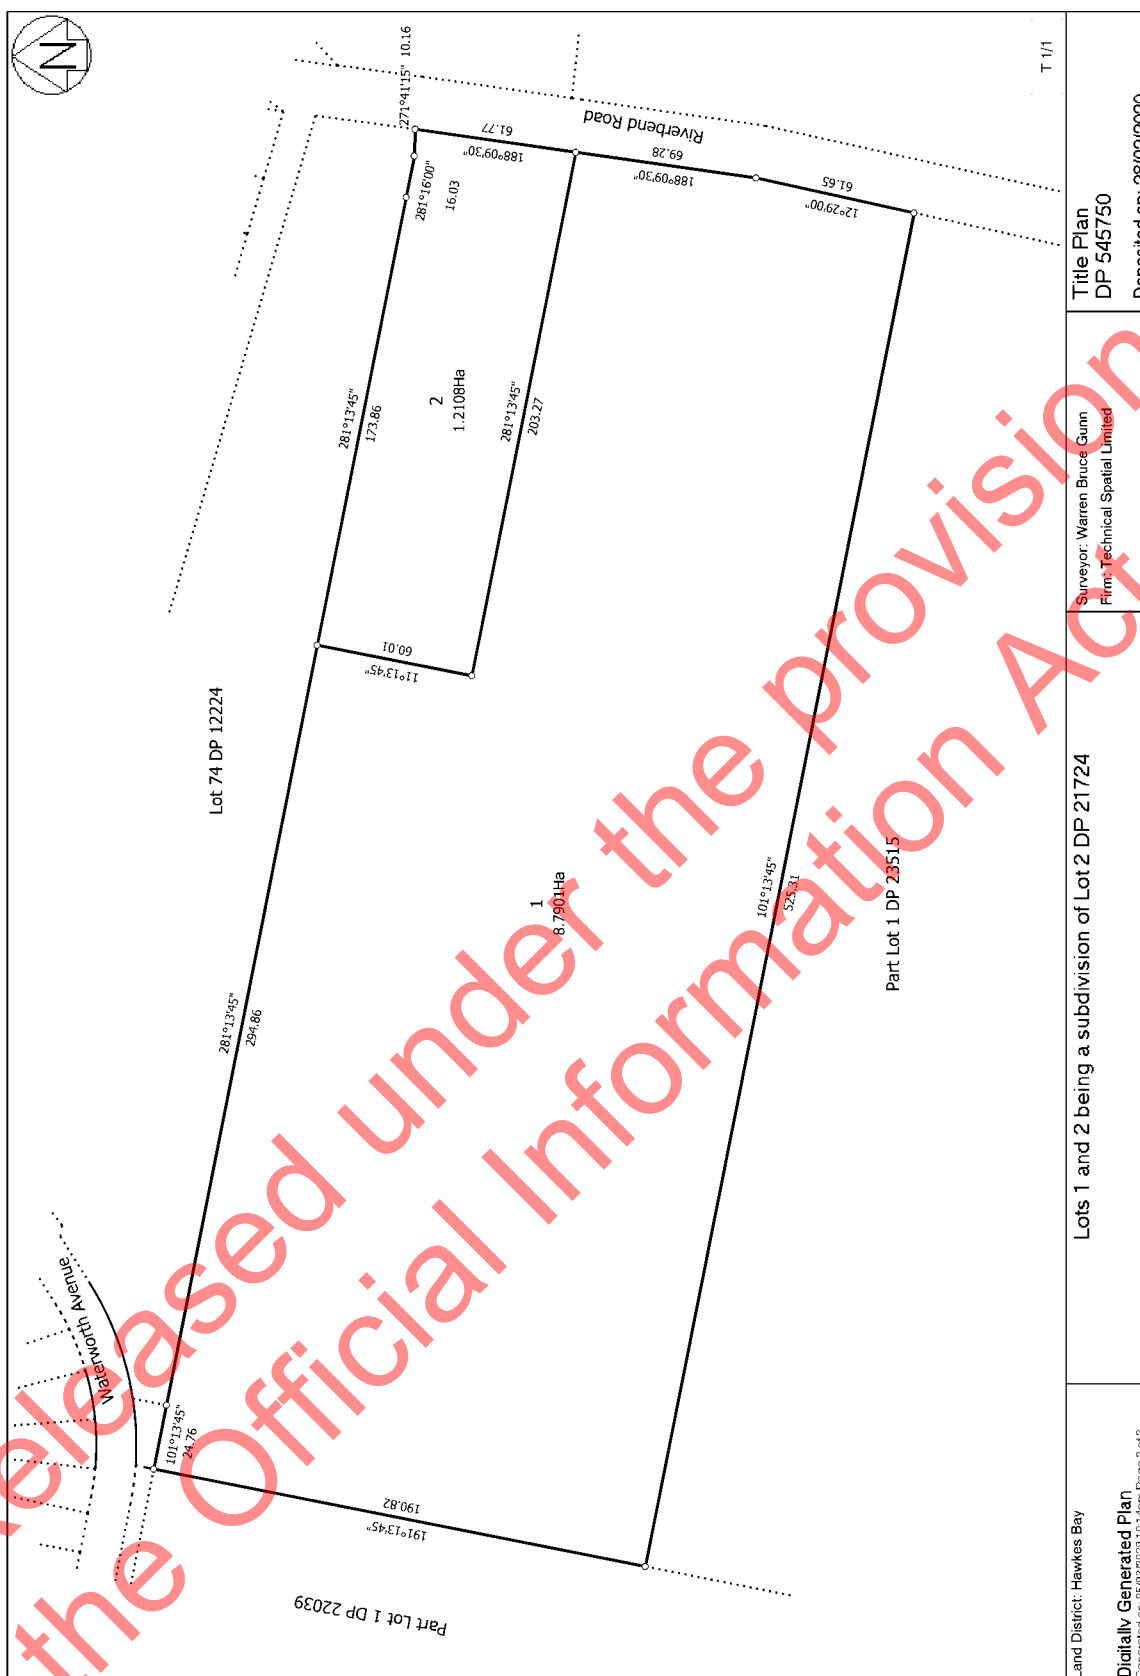 N
T 1/1
271°41'15" 10.16
281°16'00"
16.03
61.77
188°09'30"
Riverbend Road
69.28
188°09'30"
61.65
12°29'00"
281°13'45"
173.86
2
1.2108Ha
281°13'45"
203.27
60.01
11°13'45"
Lot 74 DP 12224
281°13'45"
294.86
1
8.7901Ha
101°13'45"
525.31
Part Lot 1 DP 23515
Waterworth Avenue
101°13'45"
24.76
190.82
191°13'45"
Part Lot 1 DP 22039
Released under the provision
the Official Information Act
Land District: Hawkes Bay
Digitally Generated Plan
Lots 1 and 2 being a subdivision of Lot 2 DP 21724
Surveyor: Warren Bruce Gunn
Firm: Technical Spatial Limited
Title Plan
DP 545750
Deposited on: